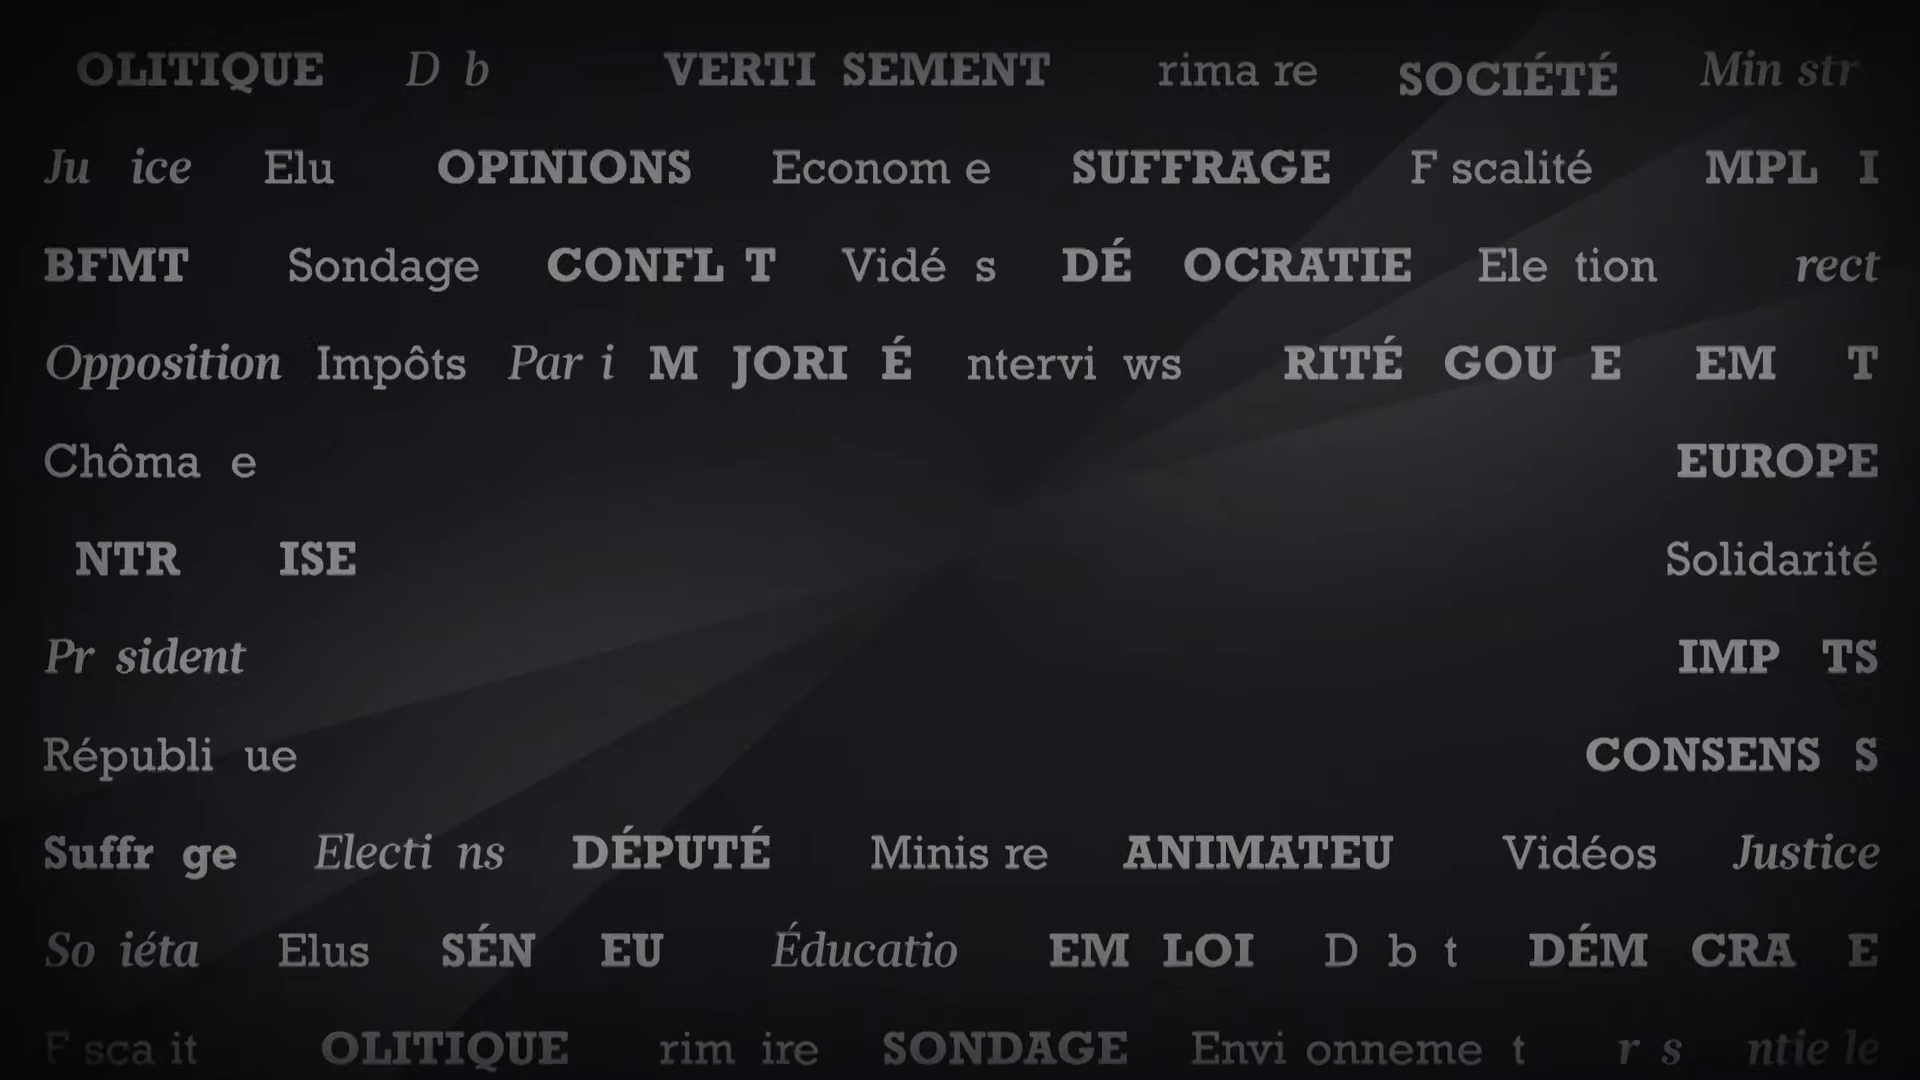 OLITIQUE D b VERTI SEMENT rima re SOCIÉTÉ Min str
Ju ice Elu OPINIONS Econom e SUFFRAGE F scalité MPL I
BFMT Sondage CONFL T Vidé s DÉ OCRATIE Ele tion rect
Opposition Impôts Par i M JORI É ntervi ws RITÉ GOU E EM T
Chôma e EUROPE
NTR ISE Solidarité
Pr sident IMP TS
Républi ue CONSENS S
Suffr ge Electi ns DÉPUTÉ Minis re ANIMATEU Vidéos Justice
So iéta Elus SÉN EU Éducatio EM LOI D b t DÉM CRA E
F sca it OLITIQUE rim ire SONDAGE Envi onneme t r s ntie le